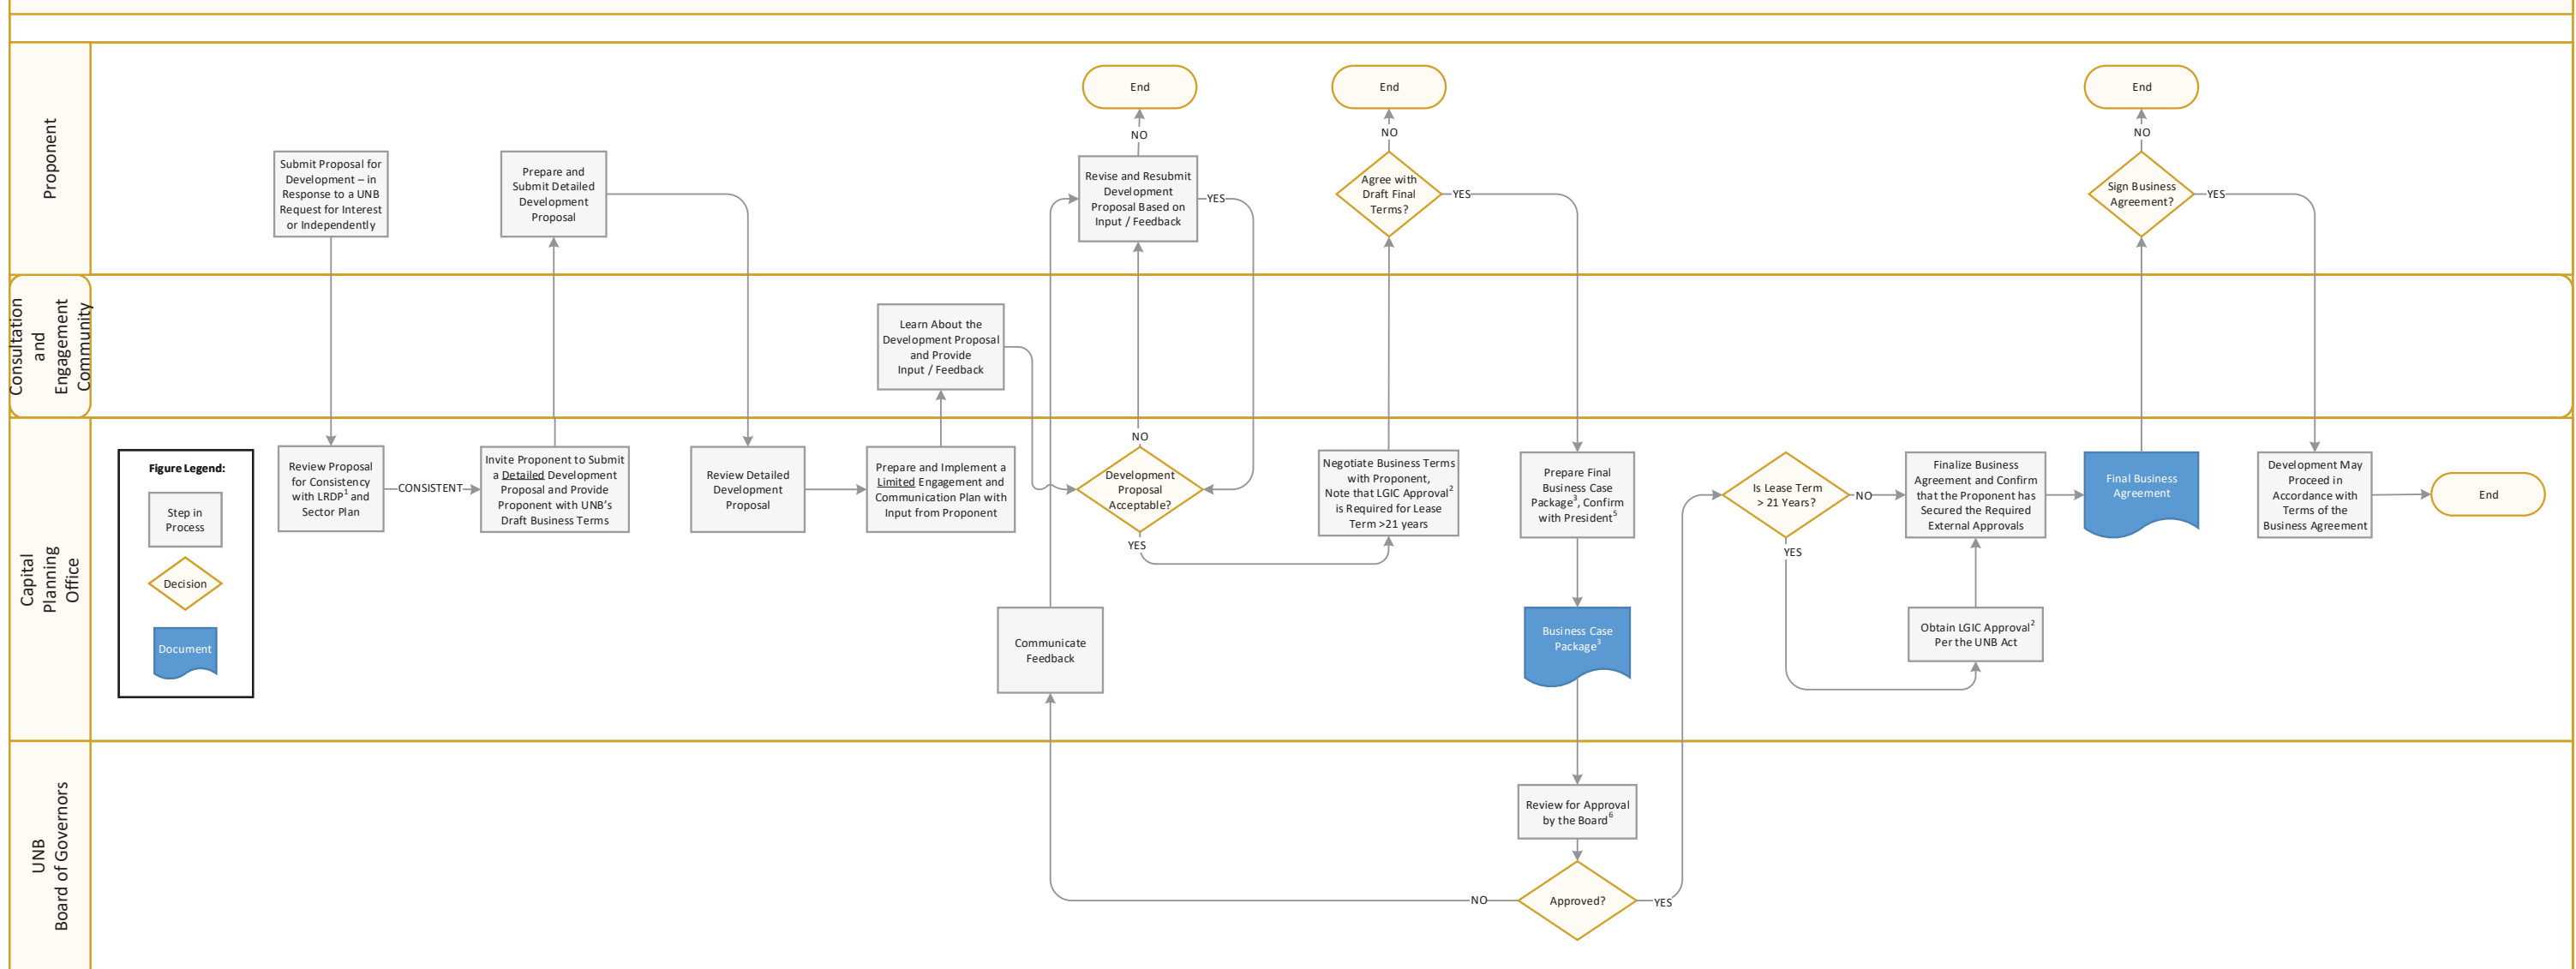 Proponent
End
End
End
NO
NO
NO
Submit Proposal for
Development – in
Response to a UNB
Request for Interest
or Independently
Prepare and
Submit Detailed
Development
Proposal
Revise and Resubmit
Development
Proposal Based on
Input / Feedback
YES
Agree with
Draft Final
Terms?
YES
Sign Business
Agreement?
YES
Consultation
and
Engagement
Community
Learn About the
Development Proposal
and Provide
Input / Feedback
Capital
Planning
Office
Figure Legend:
Step in
Process
Decision
Document
Review Proposal
for Consistency
with LRDP¹ and
Sector Plan
CONSISTENT
Invite Proponent to Submit
a Detailed Development
Proposal and Provide
Proponent with UNB’s
Draft Business Terms
Review Detailed
Development
Proposal
Prepare and Implement a
Limited Engagement and
Communication Plan with
Input from Proponent
NO
Development
Proposal
Acceptable?
YES
Negotiate Business Terms
with Proponent,
Note that LGIC Approval²
is Required for Lease
Term >21 years
Prepare Final
Business Case
Package³, Confirm
with President⁵
Is Lease Term
> 21 Years?
NO
YES
Finalize Business
Agreement and Confirm
that the Proponent has
Secured the Required
External Approvals
Final Business
Agreement
Development May
Proceed in
Accordance with
Terms of the
Business Agreement
End
Communicate
Feedback
Business Case
Package³
Obtain LGIC Approval²
Per the UNB Act
UNB
Board of Governors
Review for Approval
by the Board⁶
NO
Approved?
YES